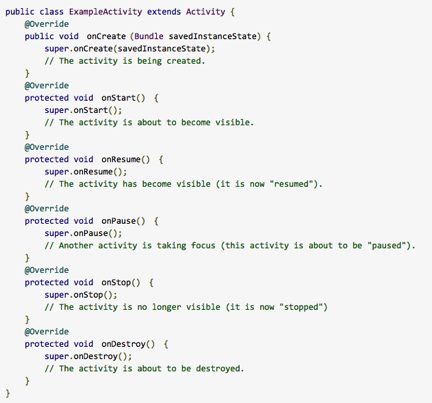 public class ExampleActivity extends Activity {
@Override
public void onCreate (Bundle savedInstanceState) {
super.onCreate(savedInstanceState);
// The activity is being created.
}
@Override
protected void onStart() {
super.onStart();
// The activity is about to become visible.
}
@Override
protected void onResume() {
super.onResume();
// The activity has become visible (it is now "resumed").
}
@Override
protected void onPause() {
super.onPause();
// Another activity is taking focus (this activity is about to be "paused").
}
@Override
protected void onStop() {
super.onStop();
// The activity is no longer visible (it is now "stopped")
}
@Override
protected void onDestroy() {
super.onDestroy();
// The activity is about to be destroyed.
}
}